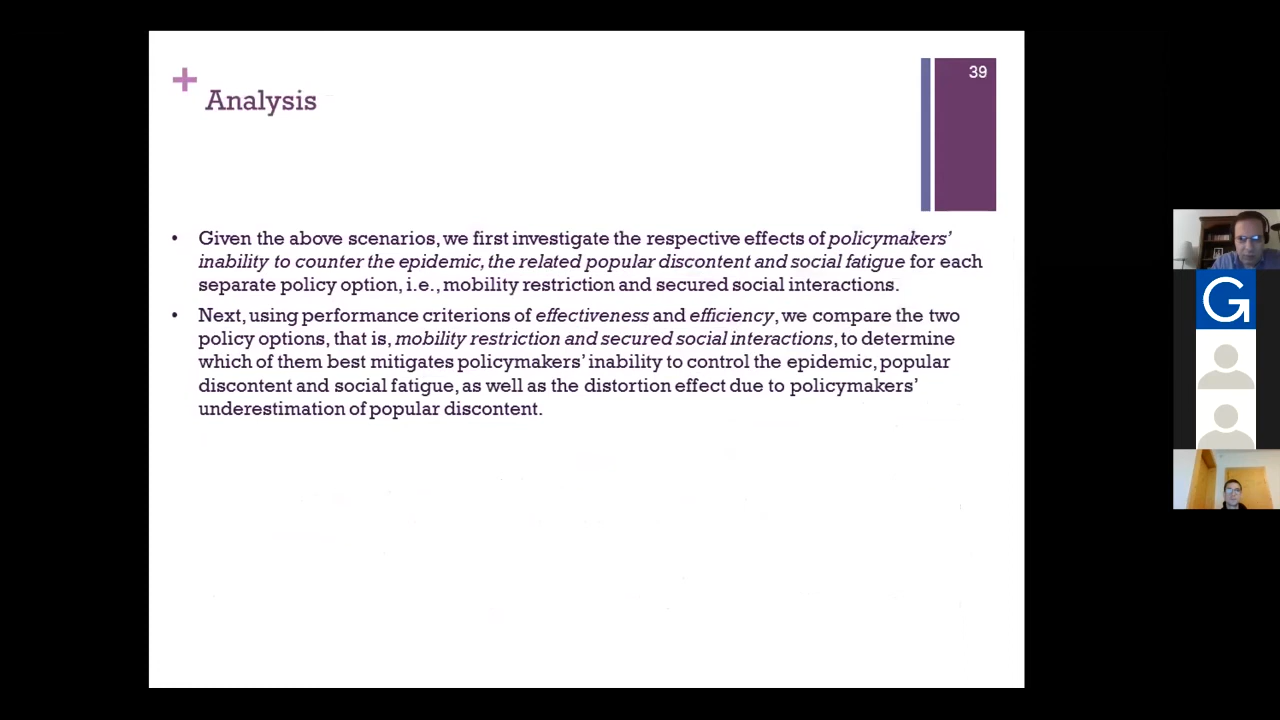 +
Analysis
39
• Given the above scenarios, we first investigate the respective effects of policymakers’
inability to counter the epidemic, the related popular discontent and social fatigue for each
separate policy option, i.e., mobility restriction and secured social interactions.
• Next, using performance criterions of effectiveness and efficiency, we compare the two
policy options, that is, mobility restriction and secured social interactions, to determine
which of them best mitigates policymakers’ inability to control the epidemic, popular
discontent and social fatigue, as well as the distortion effect due to policymakers’
underestimation of popular discontent.
G